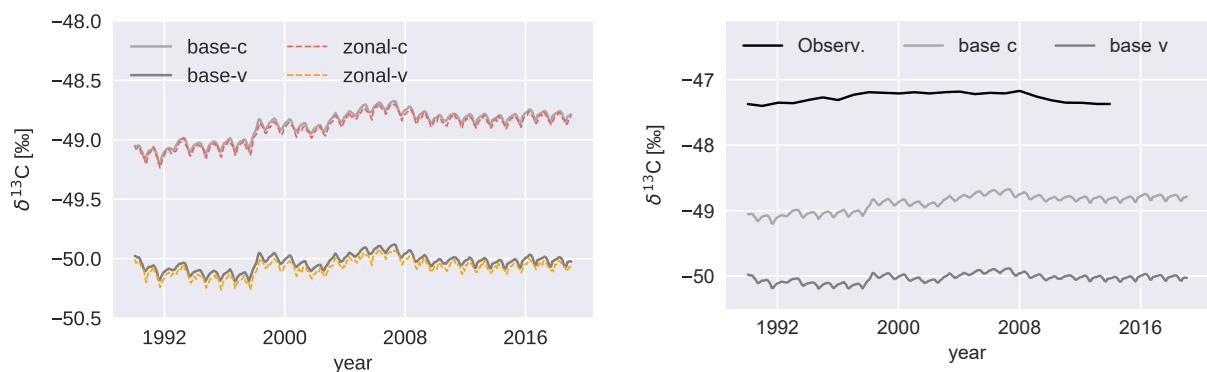 −48.0
−48.5
−49.0
−49.5
−50.0
−50.5
δ¹³C [‰]
base-c
base-v
zonal-c
zonal-v
1992
2000
2008
2016
year
−47
−48
−49
−50
δ¹³C [‰]
Observ.
base c
base v
1992
2000
2008
2016
year